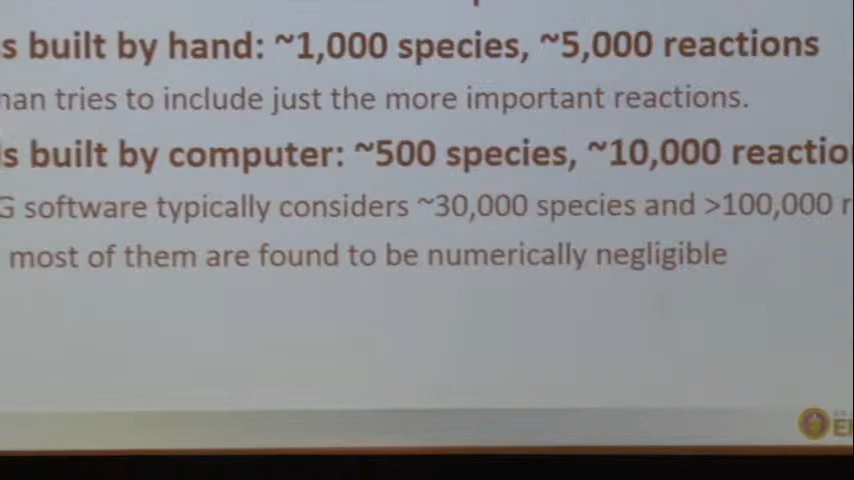 s built by hand: ~1,000 species, ~5,000 reactions
nan tries to include just the more important reactions.
s built by computer: ~500 species, ~10,000 reactio
G software typically considers ~30,000 species and >100,000 r
most of them are found to be numerically negligible